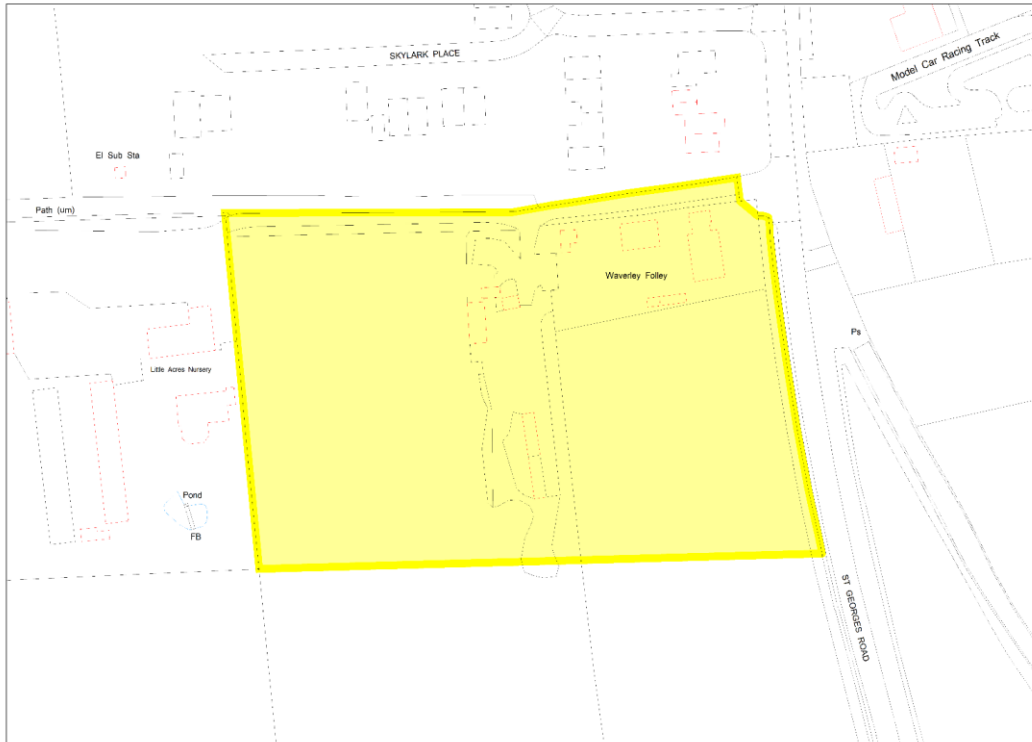 SKYLARK PLACE
Model Car Racing Track
El Sub Sta
Path (um)
Waverley Folley
Ps
Little Acres Nursery
Pond
FB
ST GEORGES ROAD